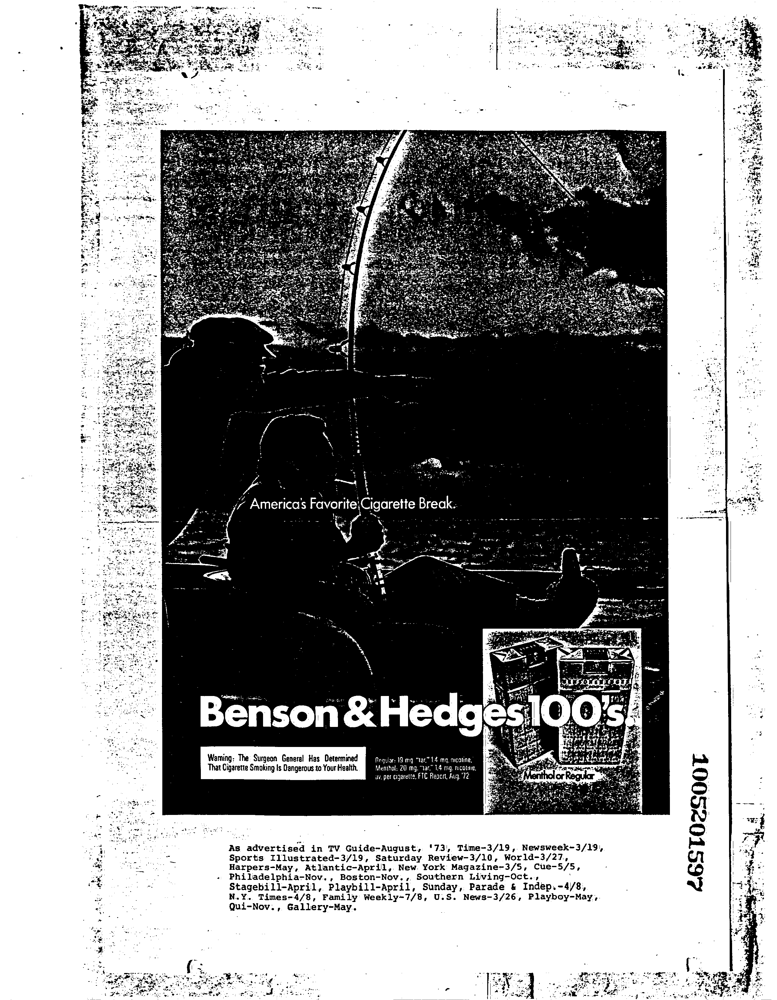 America's Favorite Cigarette Break.
Benson & Hedges 100's.
Warning: The Surgeon General Has Determined
That Cigarette Smoking Is Dangerous to Your Health.
Regular: 19 mg. "tar," 1.4 mg. nicotine,
Menthol: 20 mg. "tar," 1.4 mg. nicotine,
av. per cigarette, FTC Report, Aug. '72
Menthol or Regular
1005201597
As advertised in TV Guide-August, '73, Time-3/19, Newsweek-3/19,
Sports Illustrated-3/19, Saturday Review-3/10, World-3/27,
Harpers-May, Atlantic-April, New York Magazine-3/5, Cue-5/5,
Philadelphia-Nov., Boston-Nov., Southern Living-Oct.,
Stagebill-April, Playbill-April, Sunday, Parade & Indep.-4/8,
N.Y. Times-4/8, Family Weekly-7/8, U.S. News-3/26, Playboy-May,
Qui-Nov., Gallery-May.